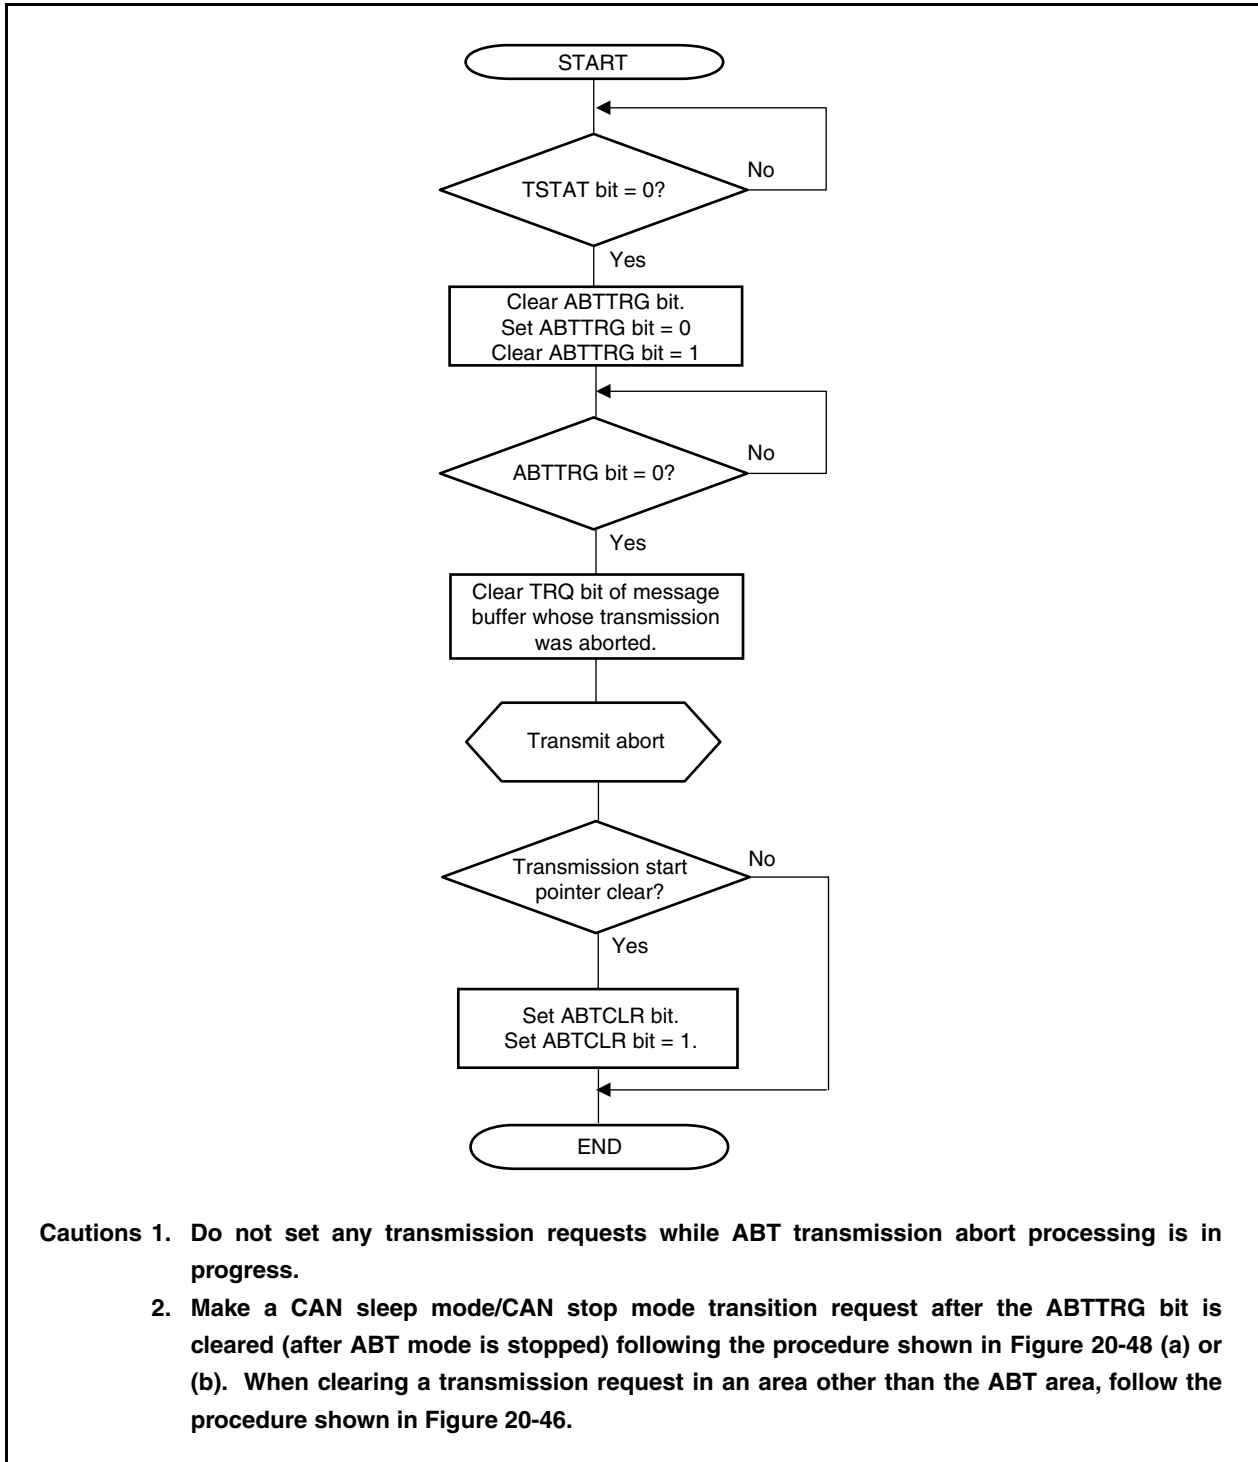 START
TSTAT bit = 0?
No
Yes
Clear ABTTRG bit.
Set ABTTRG bit = 0
Clear ABTTRG bit = 1
ABTTRG bit = 0?
No
Yes
Clear TRQ bit of message
buffer whose transmission
was aborted.
Transmit abort
Transmission start
pointer clear?
No
Yes
Set ABTCLR bit.
Set ABTCLR bit = 1.
END
Cautions 1. Do not set any transmission requests while ABT transmission abort processing is in
progress.
2. Make a CAN sleep mode/CAN stop mode transition request after the ABTTRG bit is
cleared (after ABT mode is stopped) following the procedure shown in Figure 20-48 (a) or
(b). When clearing a transmission request in an area other than the ABT area, follow the
procedure shown in Figure 20-46.